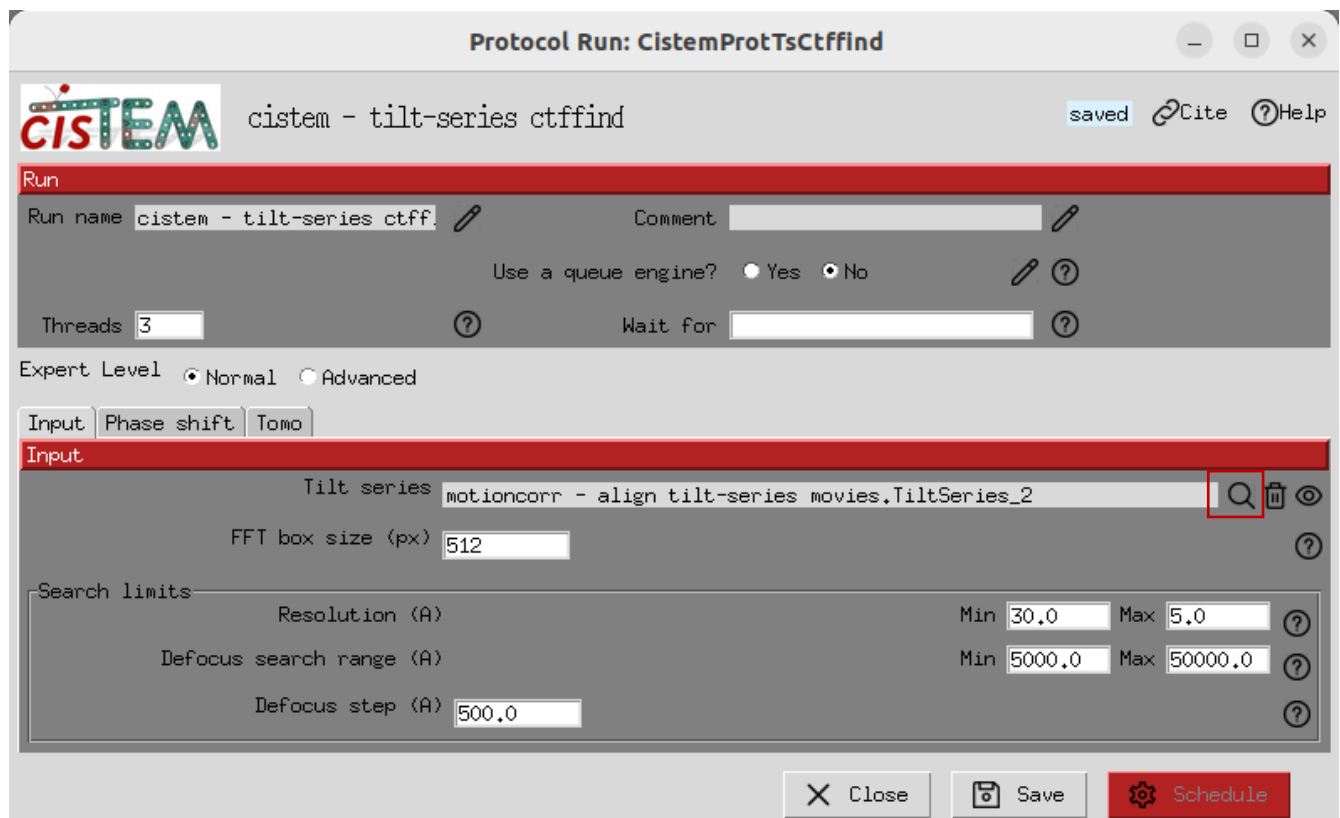 Protocol Run: CistemProtTsCtffind
cisTEM cistem - tilt-series ctffind saved Cite Help
Run
Run name cistem - tilt-series ctff. Comment
Use a queue engine? Yes No
Threads 3 Wait for
Expert Level Normal Advanced
Input Phase shift Tomo
Input
Tilt series motioncorr - align tilt-series movies.TiltSeries_2
FFT box size (px) 512
Search limits
Resolution (A) Min 30.0 Max 5.0
Defocus search range (A) Min 5000.0 Max 50000.0
Defocus step (A) 500.0
Close Save Schedule